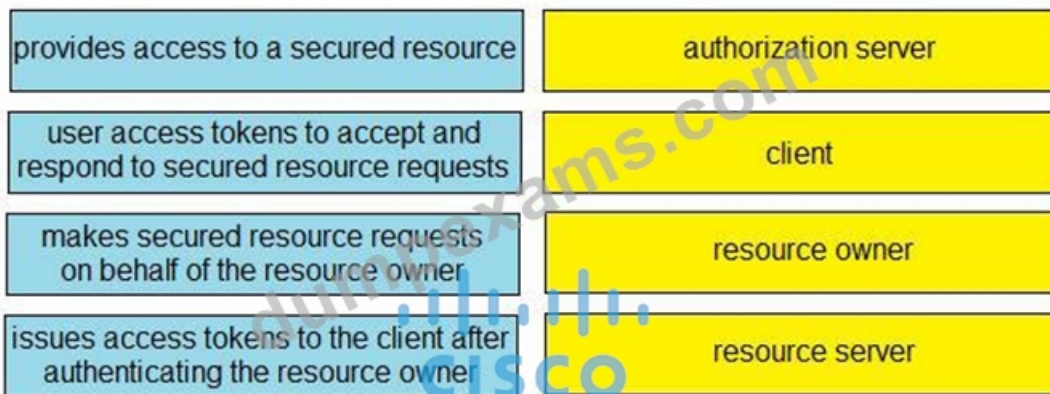 provides access to a secured resource
authorization server
user access tokens to accept and
respond to secured resource requests
client
makes secured resource requests
on behalf of the resource owner
resource owner
issues access tokens to the client after
authenticating the resource owner
resource server
dumpexams.com
CISCO